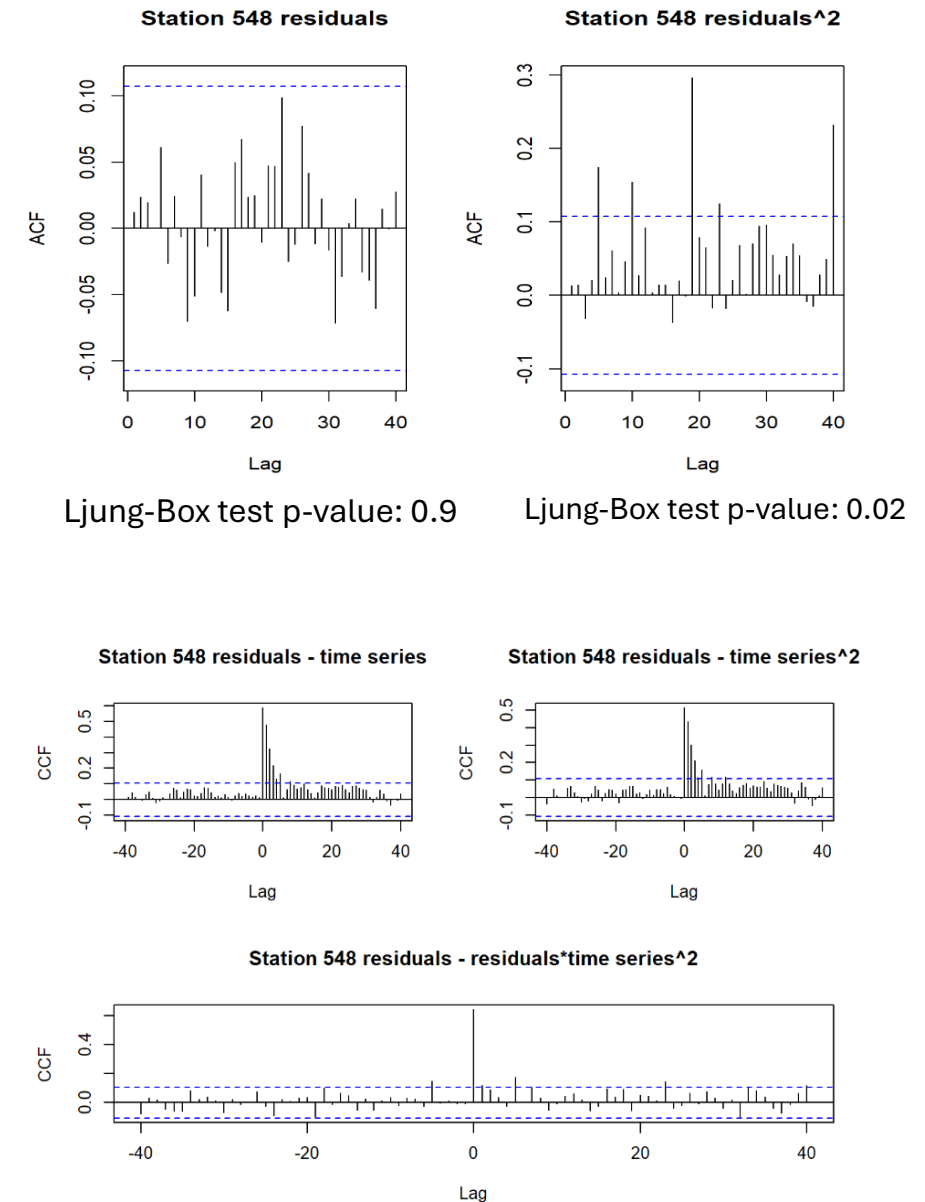 Station 548 residuals
Station 548 residuals^2
ACF
-0.10 -0.05 0.00 0.05 0.10
0 10 20 30 40
Lag
ACF
-0.1 0.0 0.1 0.2 0.3
0 10 20 30 40
Lag
Ljung-Box test p-value: 0.9
Ljung-Box test p-value: 0.02
Station 548 residuals - time series
Station 548 residuals - time series^2
CCF
-0.1 0.2 0.5
-40 -20 0 20 40
Lag
CCF
-0.1 0.2 0.5
-40 -20 0 20 40
Lag
Station 548 residuals - residuals*time series^2
CCF
0.0 0.4
-40 -20 0 20 40
Lag